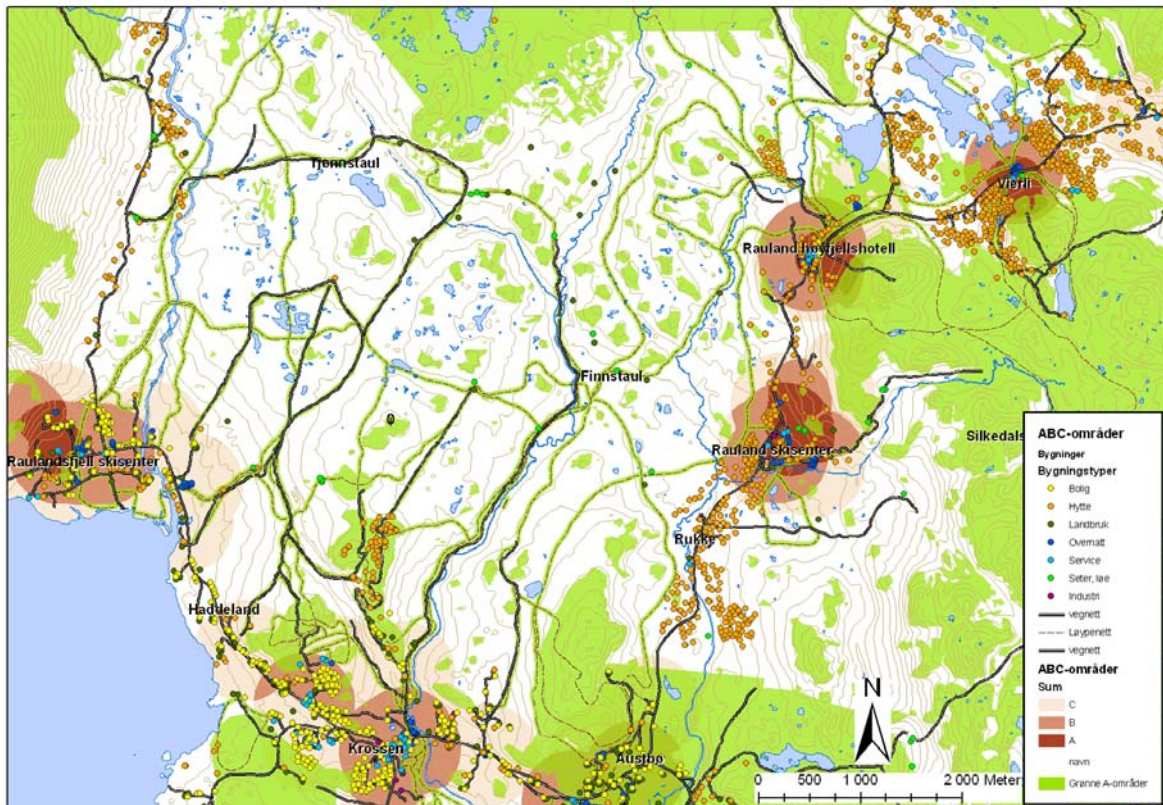 Tjønnstaul
Vierli
Rauland høyfjellshotell
Finnstaul
Raulandsfjell skisenter
Rauland skisenter
Silkedals
Rukke
Haddeland
Krossen
Austbø
N
0 500 1 000 2 000 Meter
ABC-områder
Bygninger
Bygningstyper
Bolig
Hytte
Landbruk
Overnatt
Service
Seter, løe
Industri
vegnett
Løypenett
vegnett
ABC-områder
Sum
C
B
A
navn
Grønne A-områder